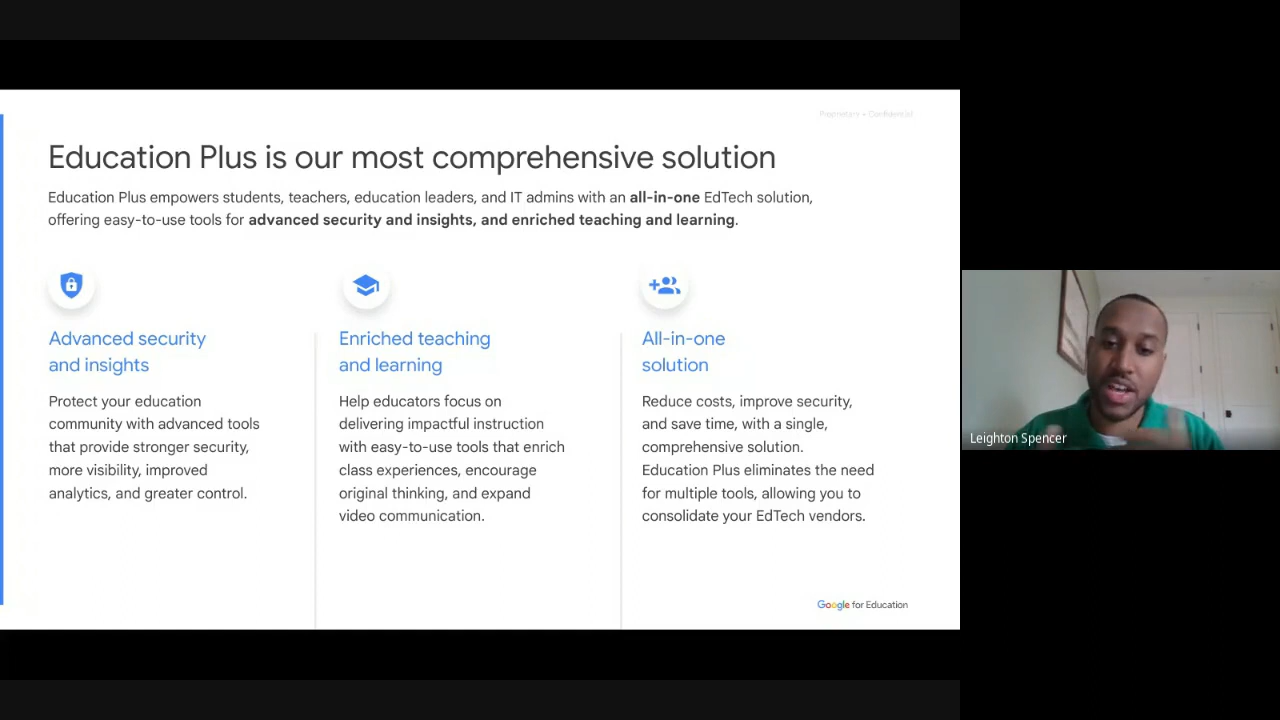 Proprietary + Confidential
Education Plus is our most comprehensive solution
Education Plus empowers students, teachers, education leaders, and IT admins with an all-in-one EdTech solution,
offering easy-to-use tools for advanced security and insights, and enriched teaching and learning.
Advanced security
and insights
Protect your education
community with advanced tools
that provide stronger security,
more visibility, improved
analytics, and greater control.
Enriched teaching
and learning
Help educators focus on
delivering impactful instruction
with easy-to-use tools that enrich
class experiences, encourage
original thinking, and expand
video communication.
All-in-one
solution
Reduce costs, improve security,
and save time, with a single,
comprehensive solution.
Education Plus eliminates the need
for multiple tools, allowing you to
consolidate your EdTech vendors.
Google for Education
Leighton Spencer